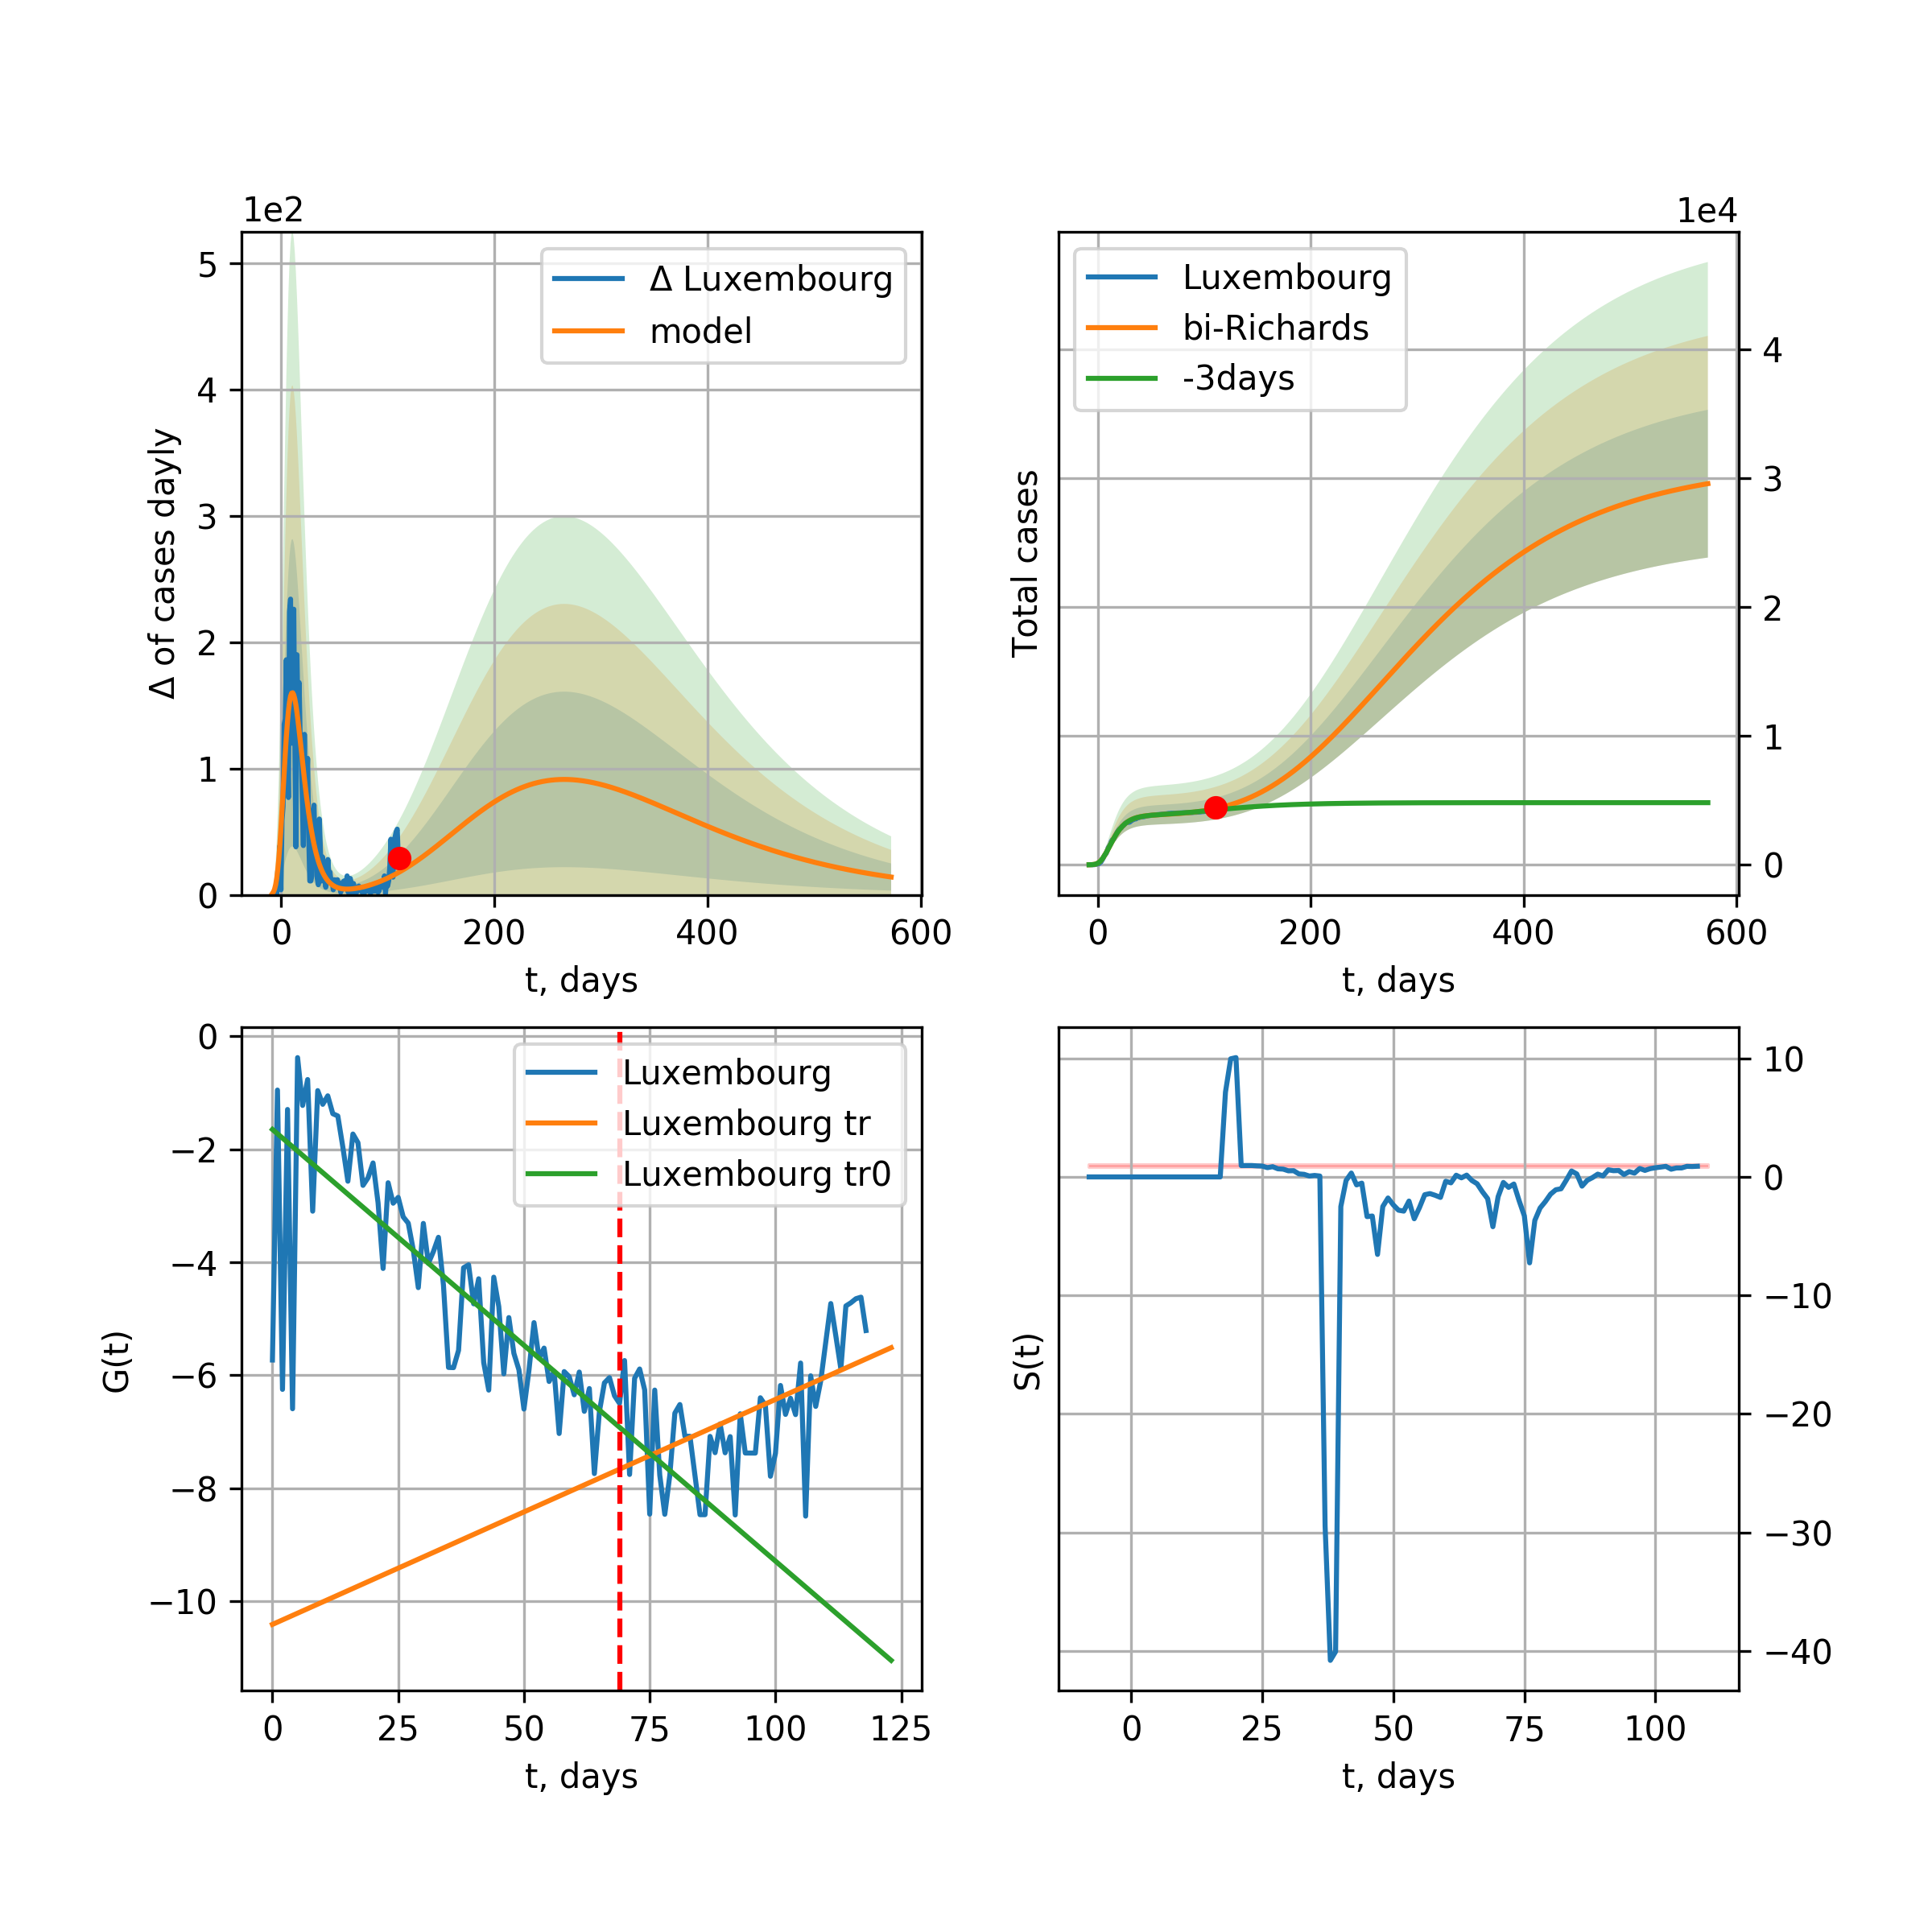 1e2
Δ of cases dayly
5
4
3
2
1
0
0 200 400 600
t, days
Δ Luxembourg
model
1e4
Total cases
4
3
2
1
0
0 200 400 600
t, days
Luxembourg
bi-Richards
-3days
G(t)
0
−2
−4
−6
−8
−10
0 25 50 75 100 125
t, days
Luxembourg
Luxembourg tr
Luxembourg tr0
S(t)
10
0
−10
−20
−30
−40
0 25 50 75 100
t, days